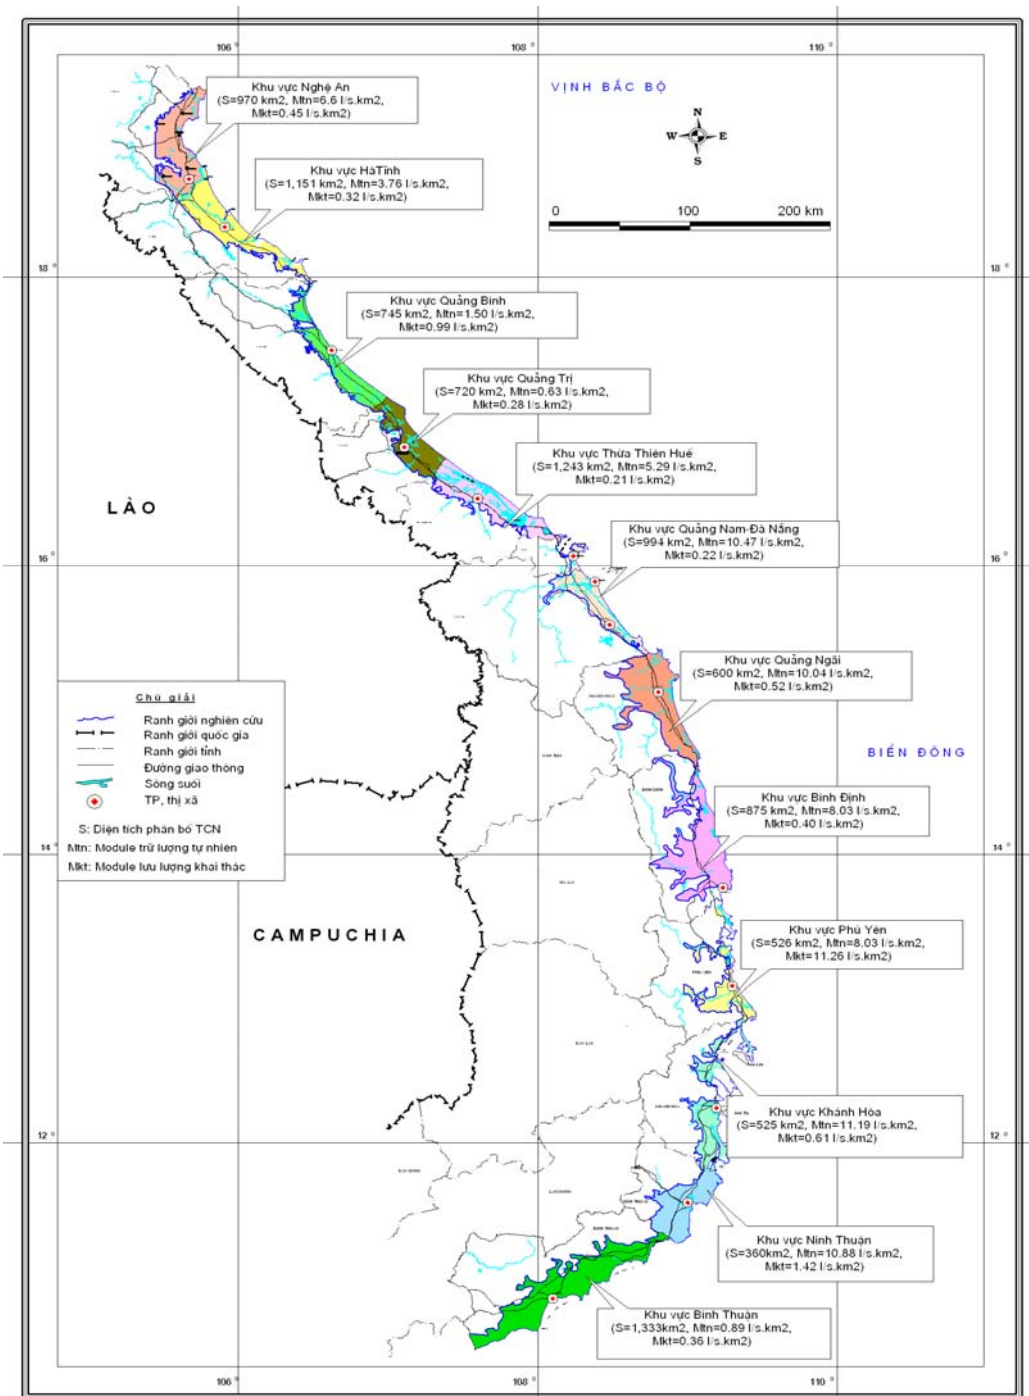 106 °
108 °
110 °
VỊNH BẮC BỘ
Khu vực Nghệ An
(S=970 km2, Mtn=6.6 l/s.km2,
Mkt=0.45 l/s.km2)
N
W E
S
Khu vực HàTĩnh
(S=1,151 km2, Mtn=3.76 l/s.km2,
Mkt=0.32 l/s.km2)
0 100 200 km
18 °
18 °
Khu vực Quảng Bình
(S=745 km2, Mtn=1.50 l/s.km2,
Mkt=0.99 l/s.km2)
Khu vực Quảng Trị
(S=720 km2, Mtn=0.63 l/s.km2,
Mkt=0.28 l/s.km2)
Khu vực Thừa Thiên Huế
(S=1,243 km2, Mtn=5.29 l/s.km2,
Mkt=0.21 l/s.km2)
LÀO
Khu vực Quảng Nam-Đà Nẵng
(S=994 km2, Mtn=10.47 l/s.km2,
Mkt=0.22 l/s.km2)
16 °
16 °
Khu vực Quảng Ngãi
(S=600 km2, Mtn=10.04 l/s.km2,
Mkt=0.52 l/s.km2)
Chú giải
Ranh giới nghiên cứu
Ranh giới quốc gia
Ranh giới tỉnh
Đường giao thông
Sông suối
TP, thị xã
S: Diện tích phân bố TCN
Mtn: Module trữ lượng tự nhiên
Mkt: Module lưu lượng khai thác
BIỂN ĐÔNG
Khu vực Bình Định
(S=875 km2, Mtn=8.03 l/s.km2,
Mkt=0.40 l/s.km2)
14 °
14 °
CAMPUCHIA
Khu vực Phú Yên
(S=526 km2, Mtn=8.03 l/s.km2,
Mkt=11.26 l/s.km2)
Khu vực Khánh Hòa
(S=525 km2, Mtn=11.19 l/s.km2,
Mkt=0.61 l/s.km2)
12 °
12 °
Khu vực Ninh Thuận
(S=360km2, Mtn=10.88 l/s.km2,
Mkt=1.42 l/s.km2)
Khu vực Bình Thuận
(S=1,333km2, Mtn=0.89 l/s.km2,
Mkt=0.36 l/s.km2)
106 °
108 °
110 °